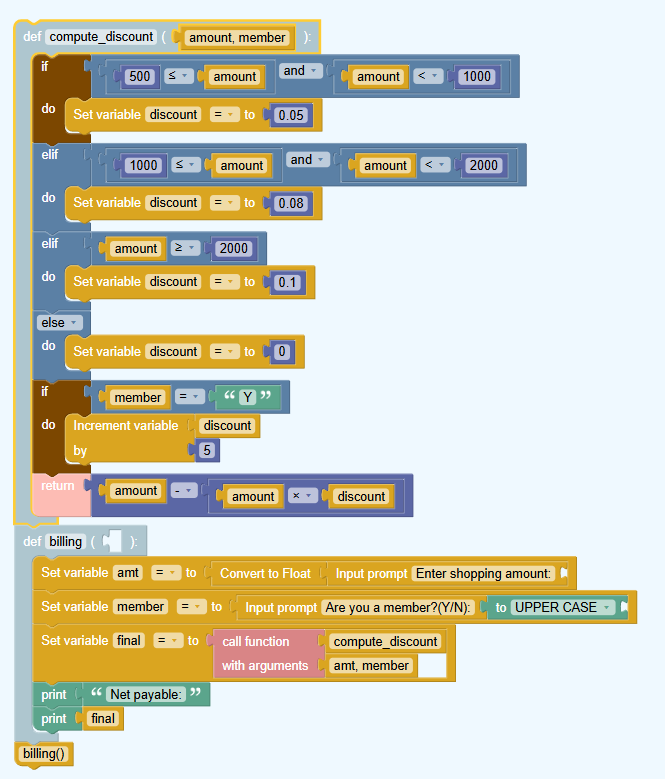 def compute_discount ( amount, member ):
if 500 ≤ amount and amount < 1000
do Set variable discount = to 0.05
elif 1000 ≤ amount and amount < 2000
do Set variable discount = to 0.08
elif amount ≥ 2000
do Set variable discount = to 0.1
else
do Set variable discount = to 0
if member = “ Y ”
do Increment variable discount
by 5
return amount - amount × discount
def billing ( ):
Set variable amt = to Convert to Float Input prompt Enter shopping amount:
Set variable member = to Input prompt Are you a member?(Y/N): to UPPER CASE
Set variable final = to call function compute_discount
with arguments amt, member
print “ Net payable: ”
print final
billing()